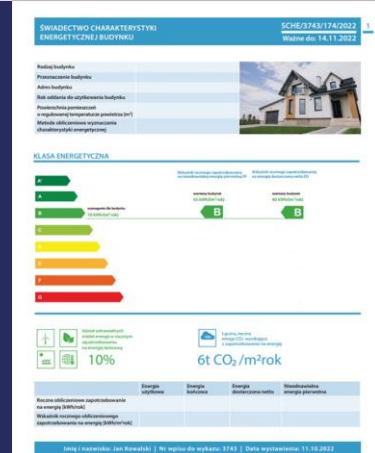 ŚWIADECTWO CHARAKTERYSTYKI
ENERGETYCZNEJ BUDYNKU
SCHE/3743/174/2022
Ważne do: 14.11.2022
Rodzaj budynku
Przeznaczenie budynku
Adres budynku
Rok oddania do użytkowania budynku
Powierzchnia pomieszczeń
o regulowanej temperaturze powietrza [m²]
Metoda obliczeniowa wyznaczania
charakterystyki energetycznej
KLASA ENERGETYCZNA
A
B
B
B
C
F
G
10%
6t CO₂ /m²rok
Energia
użytkowa
Energia
końcowa
Energia
dostarczona netto
Nieodnawialna
energia pierwotna
Roczne obliczeniowe zapotrzebowanie
na energię [kWh/rok]
Wskaźnik rocznego obliczeniowego
zapotrzebowania na energię [kWh/m²rok]
Imię i nazwisko: Jan Kowalski | Nr wpisu do wykazu: 3743 | Data wystawienia: 11.10.2022